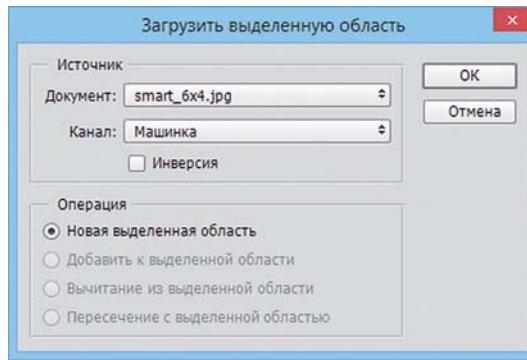 Загрузить выделенную область
Источник
Документ: smart_6x4.jpg
Канал: Машинка
Инверсия
OK
Отмена
Операция
Новая выделенная область
Добавить к выделенной области
Вычитание из выделенной области
Пересечение с выделенной областью